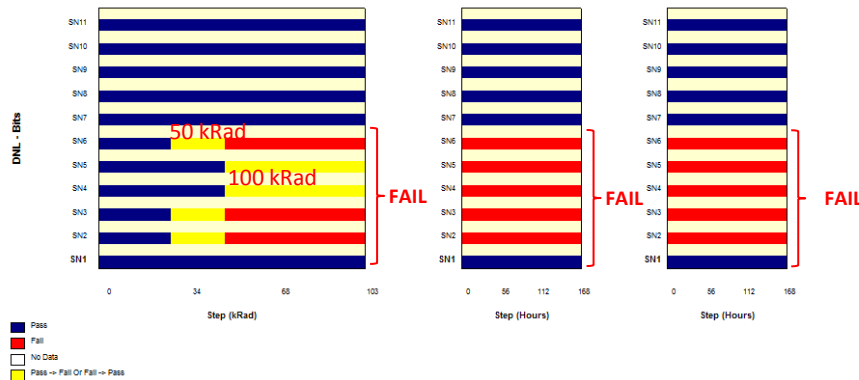 DNL - Bits
SN11
SN10
SN9
SN8
SN7
SN6
SN5
SN4
SN3
SN2
SN1
50 kRad
100 kRad
FAIL
0 34 68 103
Step (kRad)
SN11
SN10
SN9
SN8
SN7
SN6
SN5
SN4
SN3
SN2
SN1
FAIL
0 56 112 168
Step (Hours)
SN11
SN10
SN9
SN8
SN7
SN6
SN5
SN4
SN3
SN2
SN1
FAIL
0 56 112 168
Step (Hours)
Pass
Fail
No Data
Pass -> Fail Or Fail -> Pass